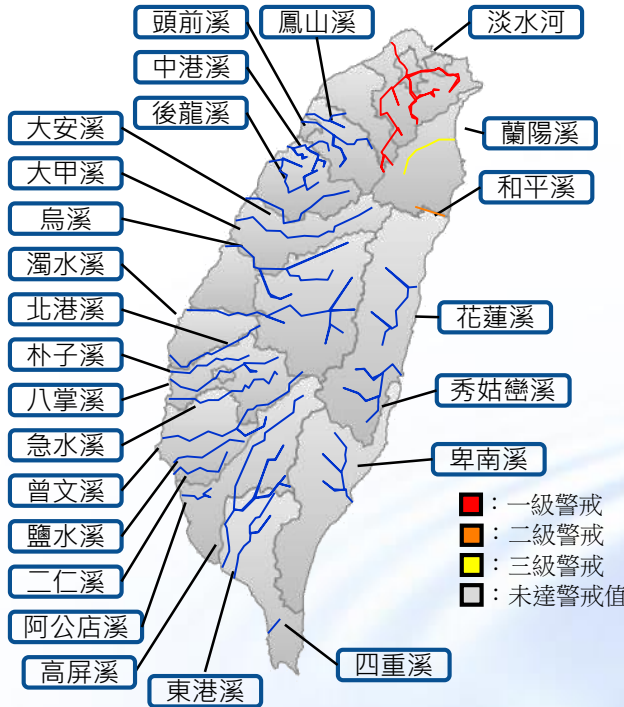 頭前溪
鳳山溪
淡水河
中港溪
後龍溪
大安溪
蘭陽溪
大甲溪
和平溪
烏溪
濁水溪
北港溪
花蓮溪
朴子溪
八掌溪
秀姑巒溪
急水溪
卑南溪
曾文溪
鹽水溪
二仁溪
阿公店溪
高屏溪
東港溪
四重溪
：一級警戒
：二級警戒
：三級警戒
：未達警戒值